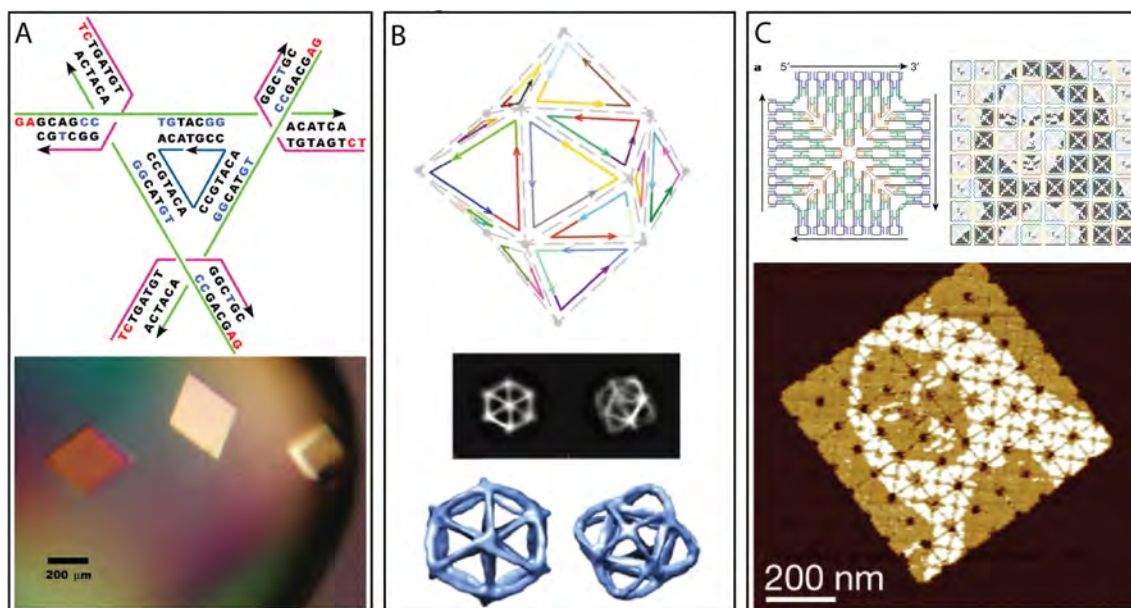 A
TCTGATGT
ACTACA
GGCTGC
CCGACGAG
GAGCAGCC
CGTCGG
TGTACGG
ACATGCC
ACATCA
TGTAGTCT
CCGTACA
GGCATGT
CCGTACA
GGCATGT
TCTGATGT
ACTACA
GGCTGC
CCGACGAG
200 μm
B
C
a 5′ 3′
200 nm